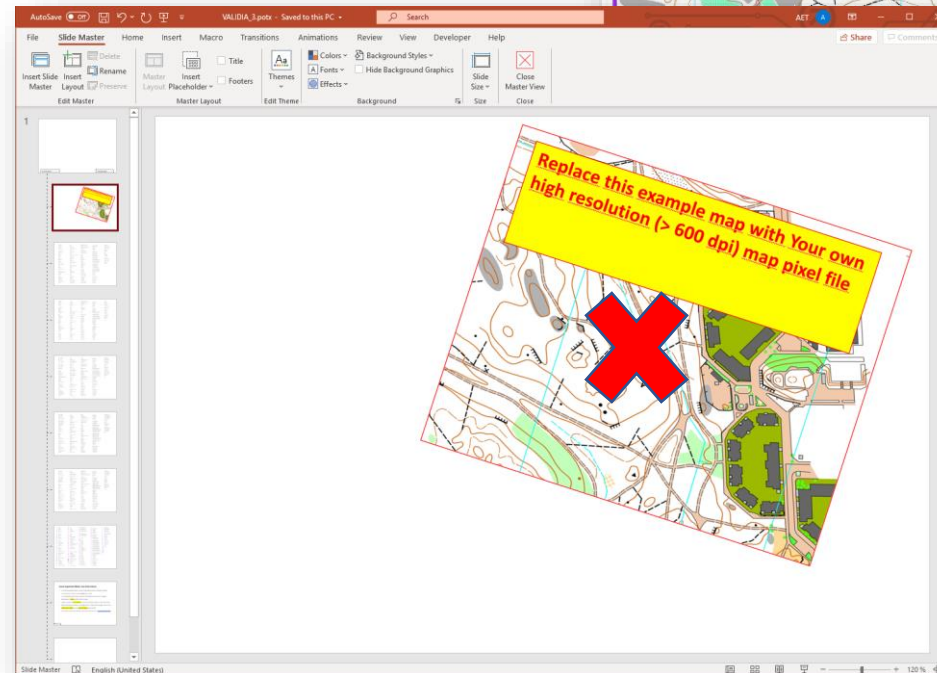 AutoSave Off VALIDIA_3.potx - Saved to this PC Search AET A
File Slide Master Home Insert Macro Transitions Animations Review View Developer Help Share Comments
Insert Slide Master
Insert Layout
Delete
Rename
Preserve
Edit Master
Master Layout
Insert Placeholder
Title
Footers
Master Layout
Aa
Themes
Edit Theme
Colors
Fonts
Effects
Background Styles
Hide Background Graphics
Background
Slide Size
Size
Close Master View
Close
1
Replace this example map with Your own
high resolution (> 600 dpi) map pixel file
Slide Master English (United States) 120 %